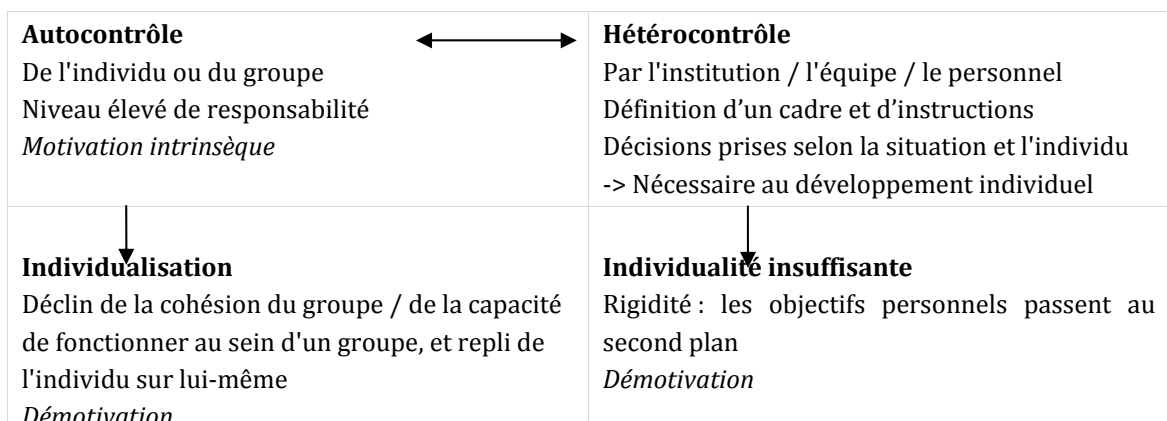 Autocontrôle
De l'individu ou du groupe
Niveau élevé de responsabilité
Motivation intrinsèque
Hétérocontrôle
Par l'institution / l'équipe / le personnel
Définition d’un cadre et d’instructions
Décisions prises selon la situation et l'individu
-> Nécessaire au développement individuel
Individualisation
Déclin de la cohésion du groupe / de la capacité
de fonctionner au sein d'un groupe, et repli de
l'individu sur lui-même
Démotivation
Individualité insuffisante
Rigidité : les objectifs personnels passent au
second plan
Démotivation